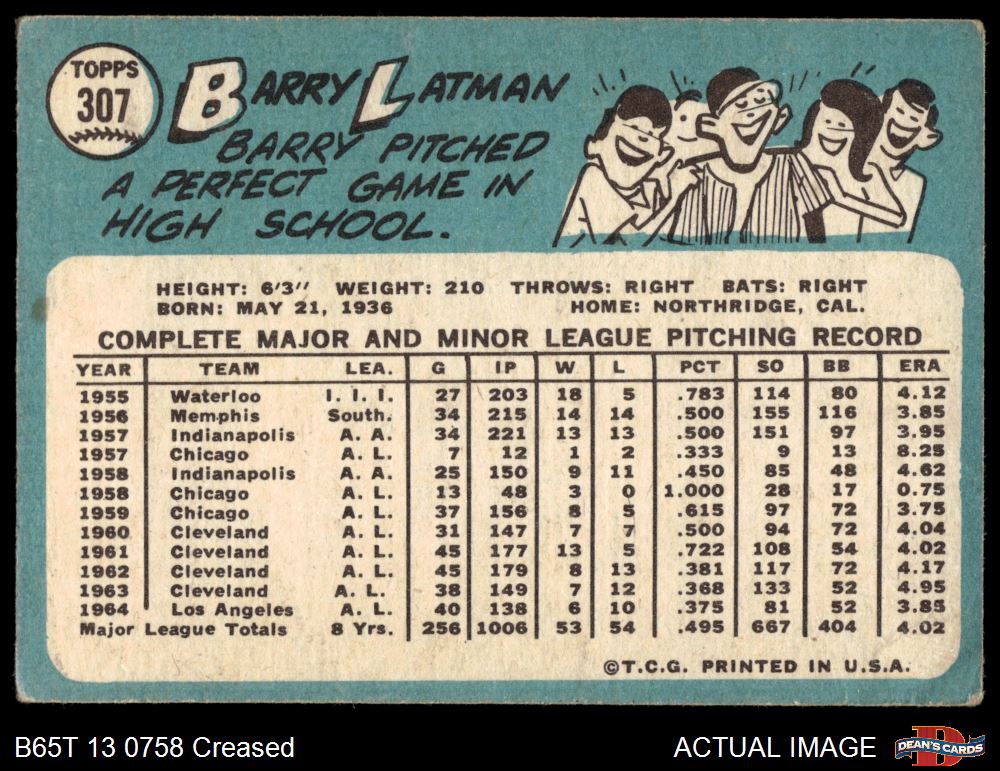 TOPPS
307
BARRY LATMAN
BARRY PITCHED
A PERFECT GAME IN
HIGH SCHOOL.
HEIGHT: 6'3" WEIGHT: 210 THROWS: RIGHT BATS: RIGHT
BORN: MAY 21, 1936 HOME: NORTHRIDGE, CAL.
COMPLETE MAJOR AND MINOR LEAGUE PITCHING RECORD
YEAR TEAM LEA. G IP W L PCT SO BB ERA
1955 Waterloo I. I. I. 27 203 18 5 .783 114 80 4.12
1956 Memphis South. 34 215 14 14 .500 155 116 3.85
1957 Indianapolis A. A. 34 221 13 13 .500 151 97 3.95
1957 Chicago A. L. 7 12 1 2 .333 9 13 8.25
1958 Indianapolis A. A. 25 150 9 11 .450 85 48 4.62
1958 Chicago A. L. 13 48 3 0 1.000 28 17 0.75
1959 Chicago A. L. 37 156 8 5 .615 97 72 3.75
1960 Cleveland A. L. 31 147 7 7 .500 94 72 4.04
1961 Cleveland A. L. 45 177 13 5 .722 108 54 4.02
1962 Cleveland A. L. 45 179 8 13 .381 117 72 4.17
1963 Cleveland A. L. 38 149 7 12 .368 133 52 4.95
1964 Los Angeles A. L. 40 138 6 10 .375 81 52 3.85
Major League Totals 8 Yrs. 256 1006 53 54 .495 667 404 4.02
©T.C.G. PRINTED IN U.S.A.
B65T 13 0758 Creased
ACTUAL IMAGE
D
DEAN'S CARDS